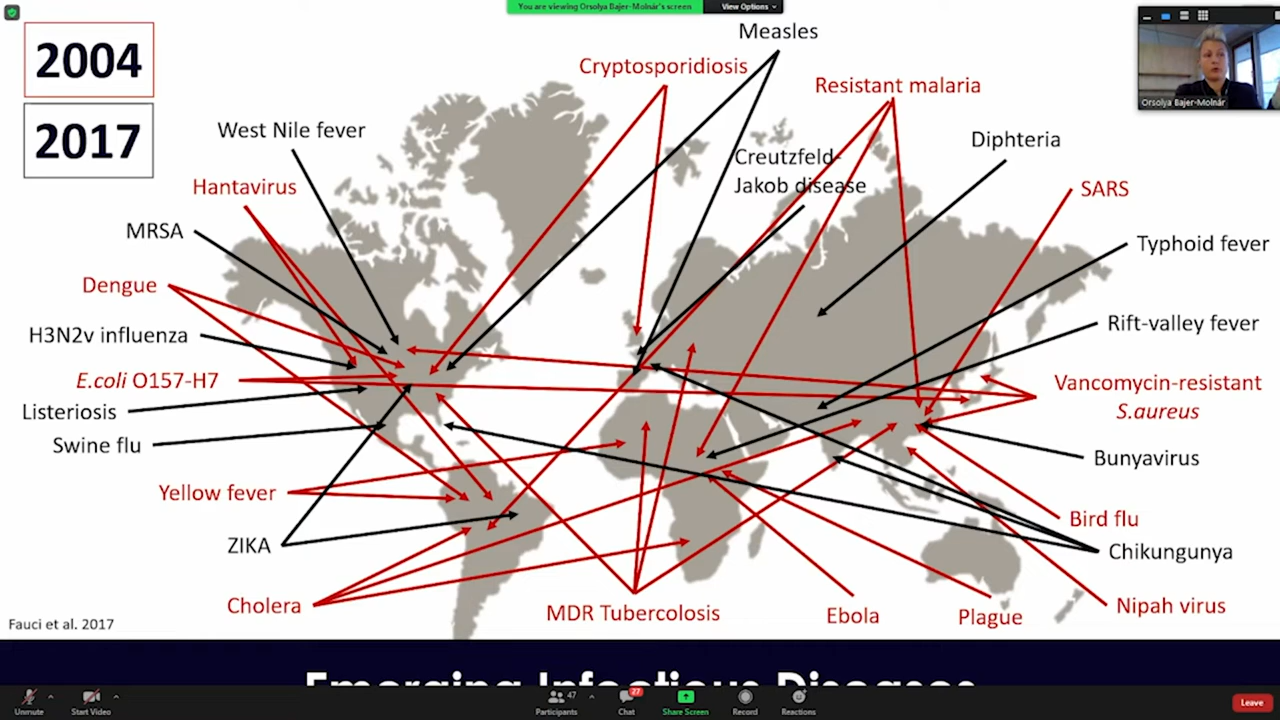 You are viewing Orsolya Bajer-Molnár's screen
View Options
Orsolya Bajer-Molnár
2004
2017
Measles
Cryptosporidiosis
Resistant malaria
West Nile fever
Creutzfeld-
Jakob disease
Diphteria
Hantavirus
SARS
MRSA
Typhoid fever
Dengue
H3N2v influenza
Rift-valley fever
E.coli O157-H7
Vancomycin-resistant
S.aureus
Listeriosis
Swine flu
Bunyavirus
Yellow fever
Bird flu
ZIKA
Chikungunya
Cholera
MDR Tubercolosis
Ebola
Plague
Nipah virus
Fauci et al. 2017
Emerging Infectious Diseases
Unmute
Start Video
47
Participants
27
Chat
Share Screen
Record
Reactions
Leave